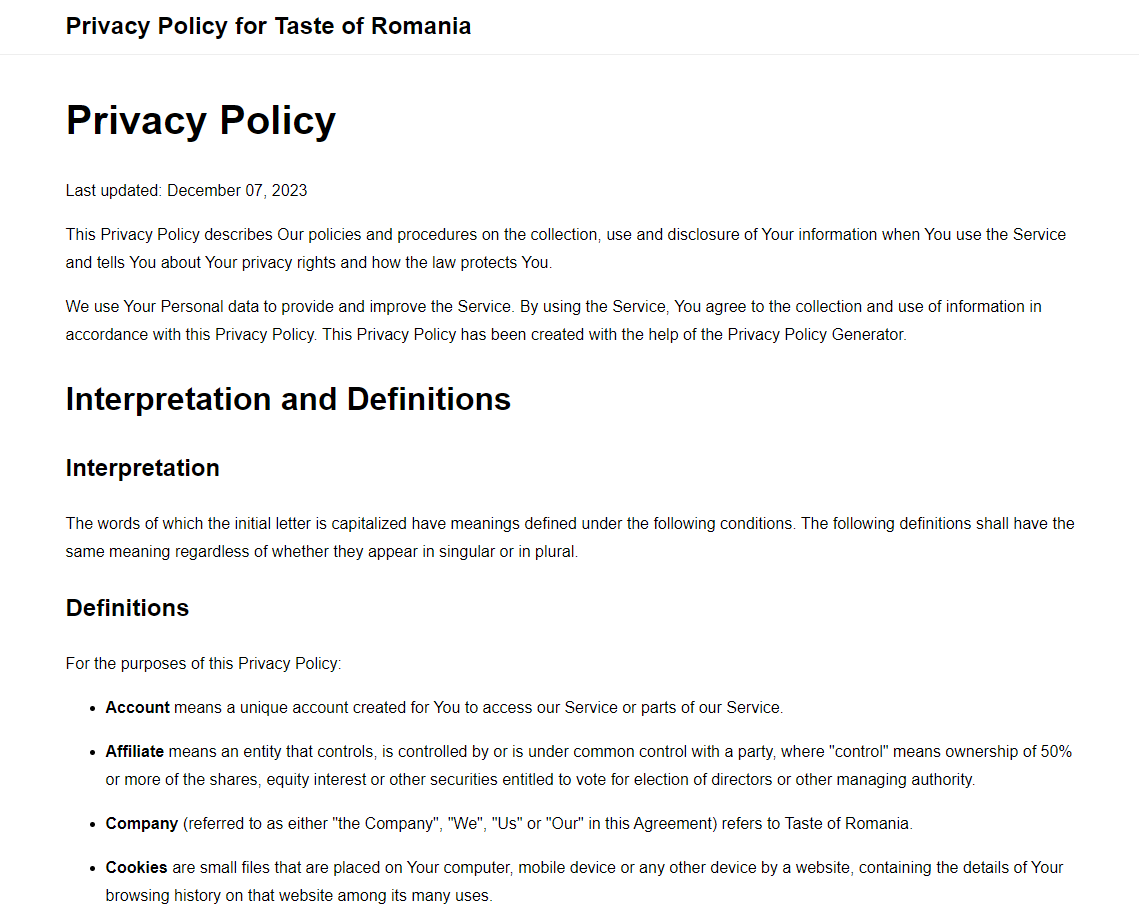 Privacy Policy for Taste of Romania
Privacy Policy
Last updated: December 07, 2023
This Privacy Policy describes Our policies and procedures on the collection, use and disclosure of Your information when You use the Service
and tells You about Your privacy rights and how the law protects You.
We use Your Personal data to provide and improve the Service. By using the Service, You agree to the collection and use of information in
accordance with this Privacy Policy. This Privacy Policy has been created with the help of the Privacy Policy Generator.
Interpretation and Definitions
Interpretation
The words of which the initial letter is capitalized have meanings defined under the following conditions. The following definitions shall have the
same meaning regardless of whether they appear in singular or in plural.
Definitions
For the purposes of this Privacy Policy:
• Account means a unique account created for You to access our Service or parts of our Service.
• Affiliate means an entity that controls, is controlled by or is under common control with a party, where "control" means ownership of 50%
or more of the shares, equity interest or other securities entitled to vote for election of directors or other managing authority.
• Company (referred to as either "the Company", "We", "Us" or "Our" in this Agreement) refers to Taste of Romania.
• Cookies are small files that are placed on Your computer, mobile device or any other device by a website, containing the details of Your
browsing history on that website among its many uses.